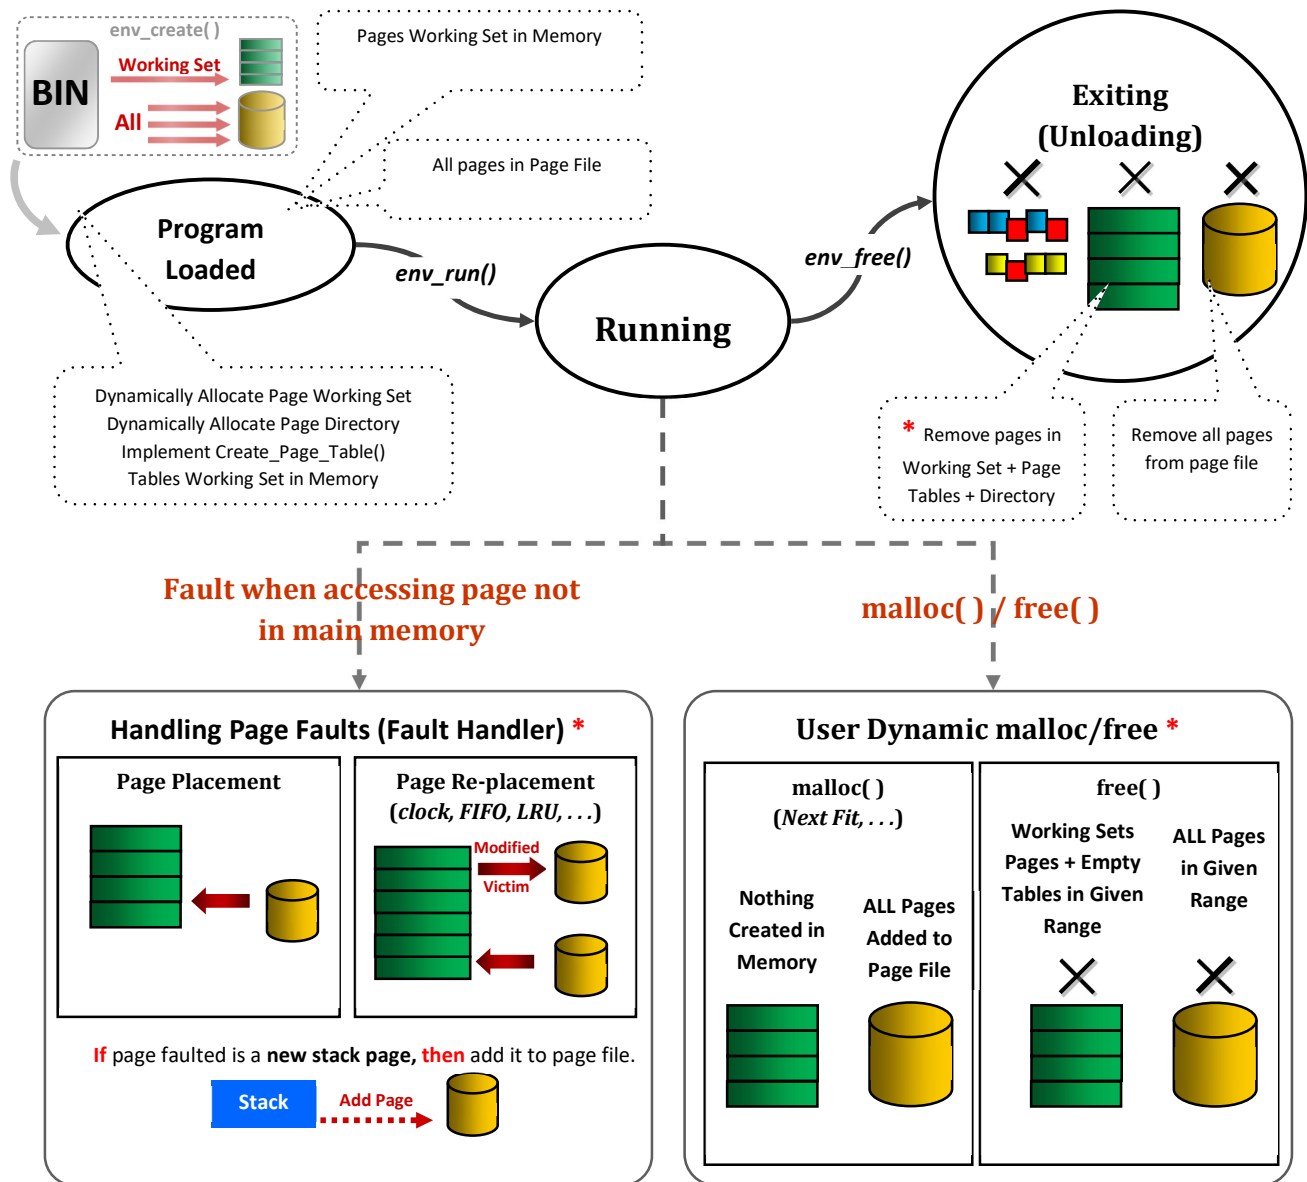 env_create( )
BIN
Working Set
All
Pages Working Set in Memory
All pages in Page File
Program
Loaded
env_run()
Running
env_free()
Exiting
(Unloading)
Dynamically Allocate Page Working Set
Dynamically Allocate Page Directory
Implement Create_Page_Table()
Tables Working Set in Memory
* Remove pages in
Working Set + Page
Tables + Directory
Remove all pages
from page file
Fault when accessing page not
in main memory
malloc( ) / free( )
Handling Page Faults (Fault Handler) *
Page Placement
Page Re-placement
(clock, FIFO, LRU, . . .)
Modified
Victim
If page faulted is a new stack page, then add it to page file.
Stack
Add Page
User Dynamic malloc/free *
malloc( )
(Next Fit, . . .)
Nothing
Created in
Memory
ALL Pages
Added to
Page File
free( )
Working Sets
Pages + Empty
Tables in Given
Range
ALL Pages
in Given
Range